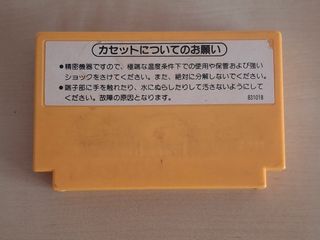 カセットについてのお願い
●精密機器ですので、極端な温度条件下での使用や保管および強い
ショックをさけてください。また、絶対に分解しないでください。
●端子部に手を触れたり、水にぬらしたりして汚さないようにして
ください。故障の原因となります。
831018